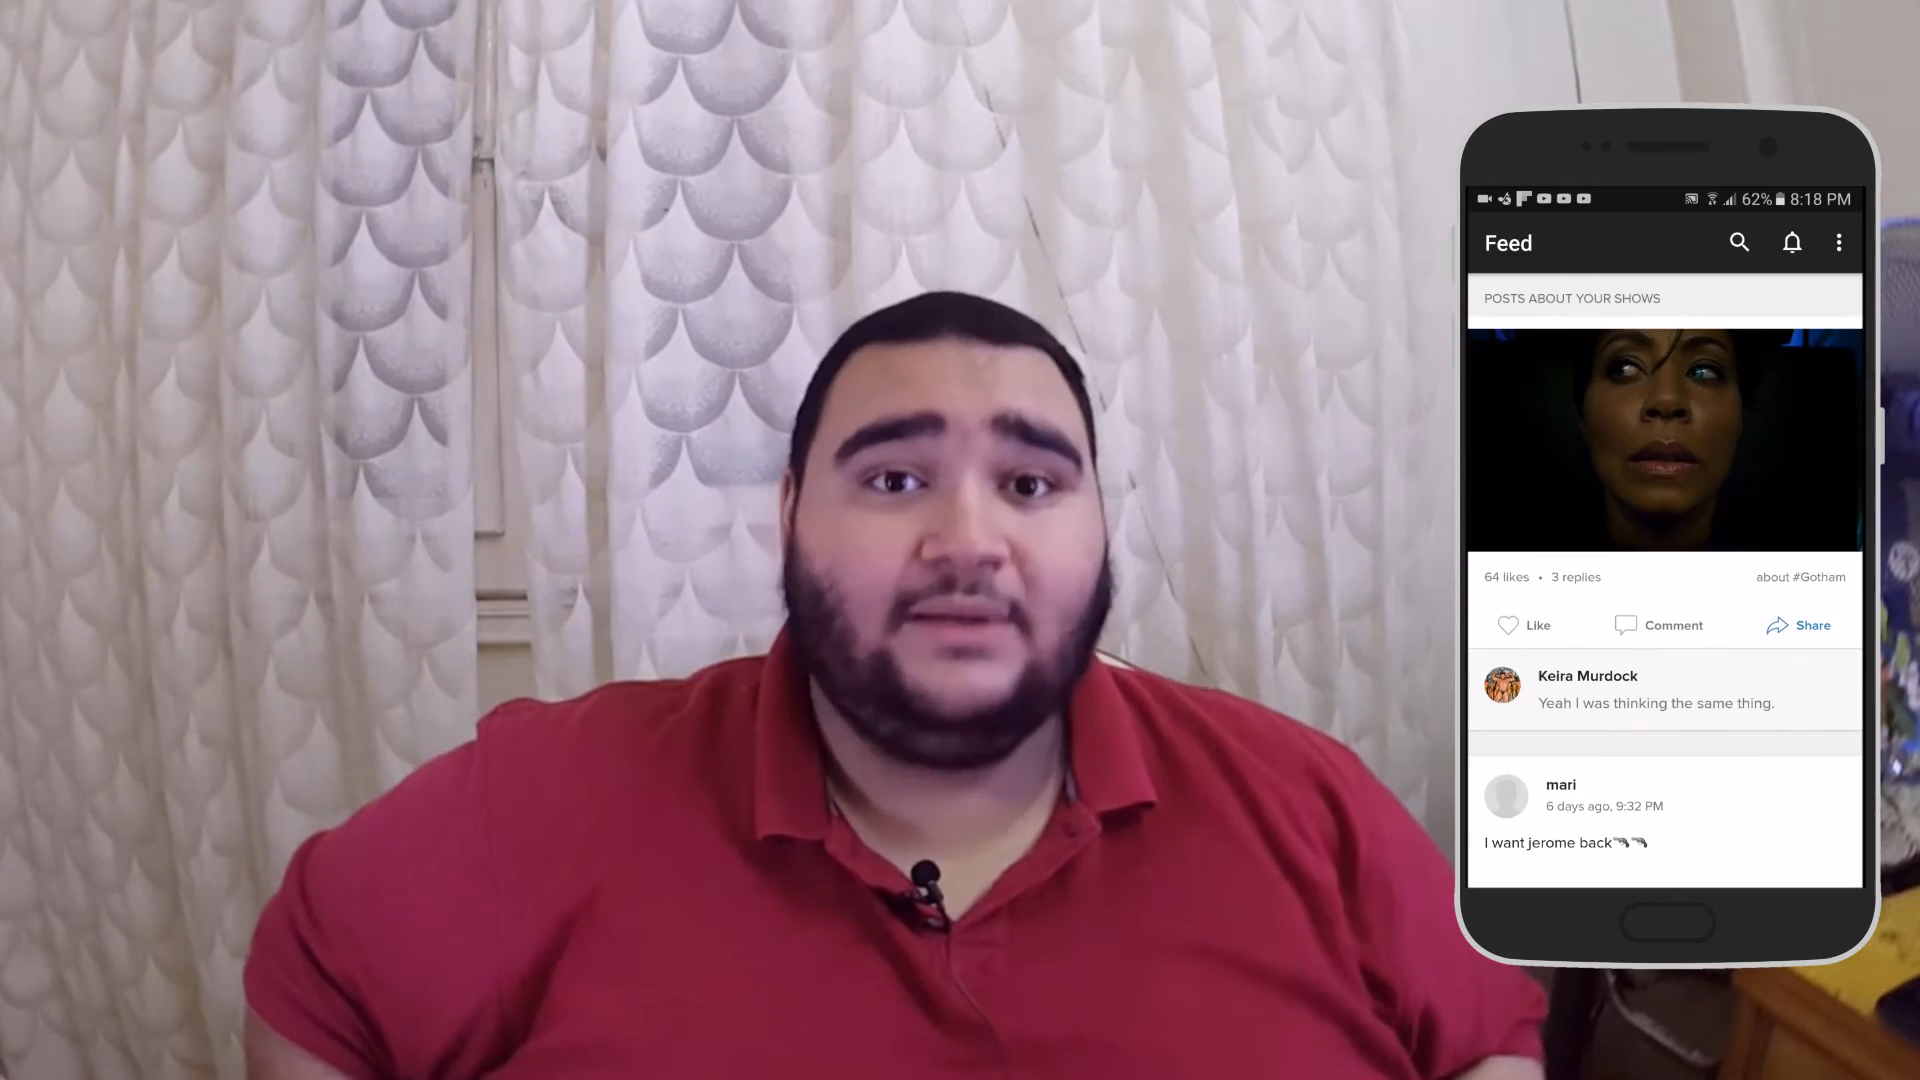 62% 8:18 PM
Feed
POSTS ABOUT YOUR SHOWS
64 likes • 3 replies about #Gotham
Like Comment Share
Keira Murdock
Yeah I was thinking the same thing.
mari
6 days ago, 9:32 PM
I want jerome back🔫🔫